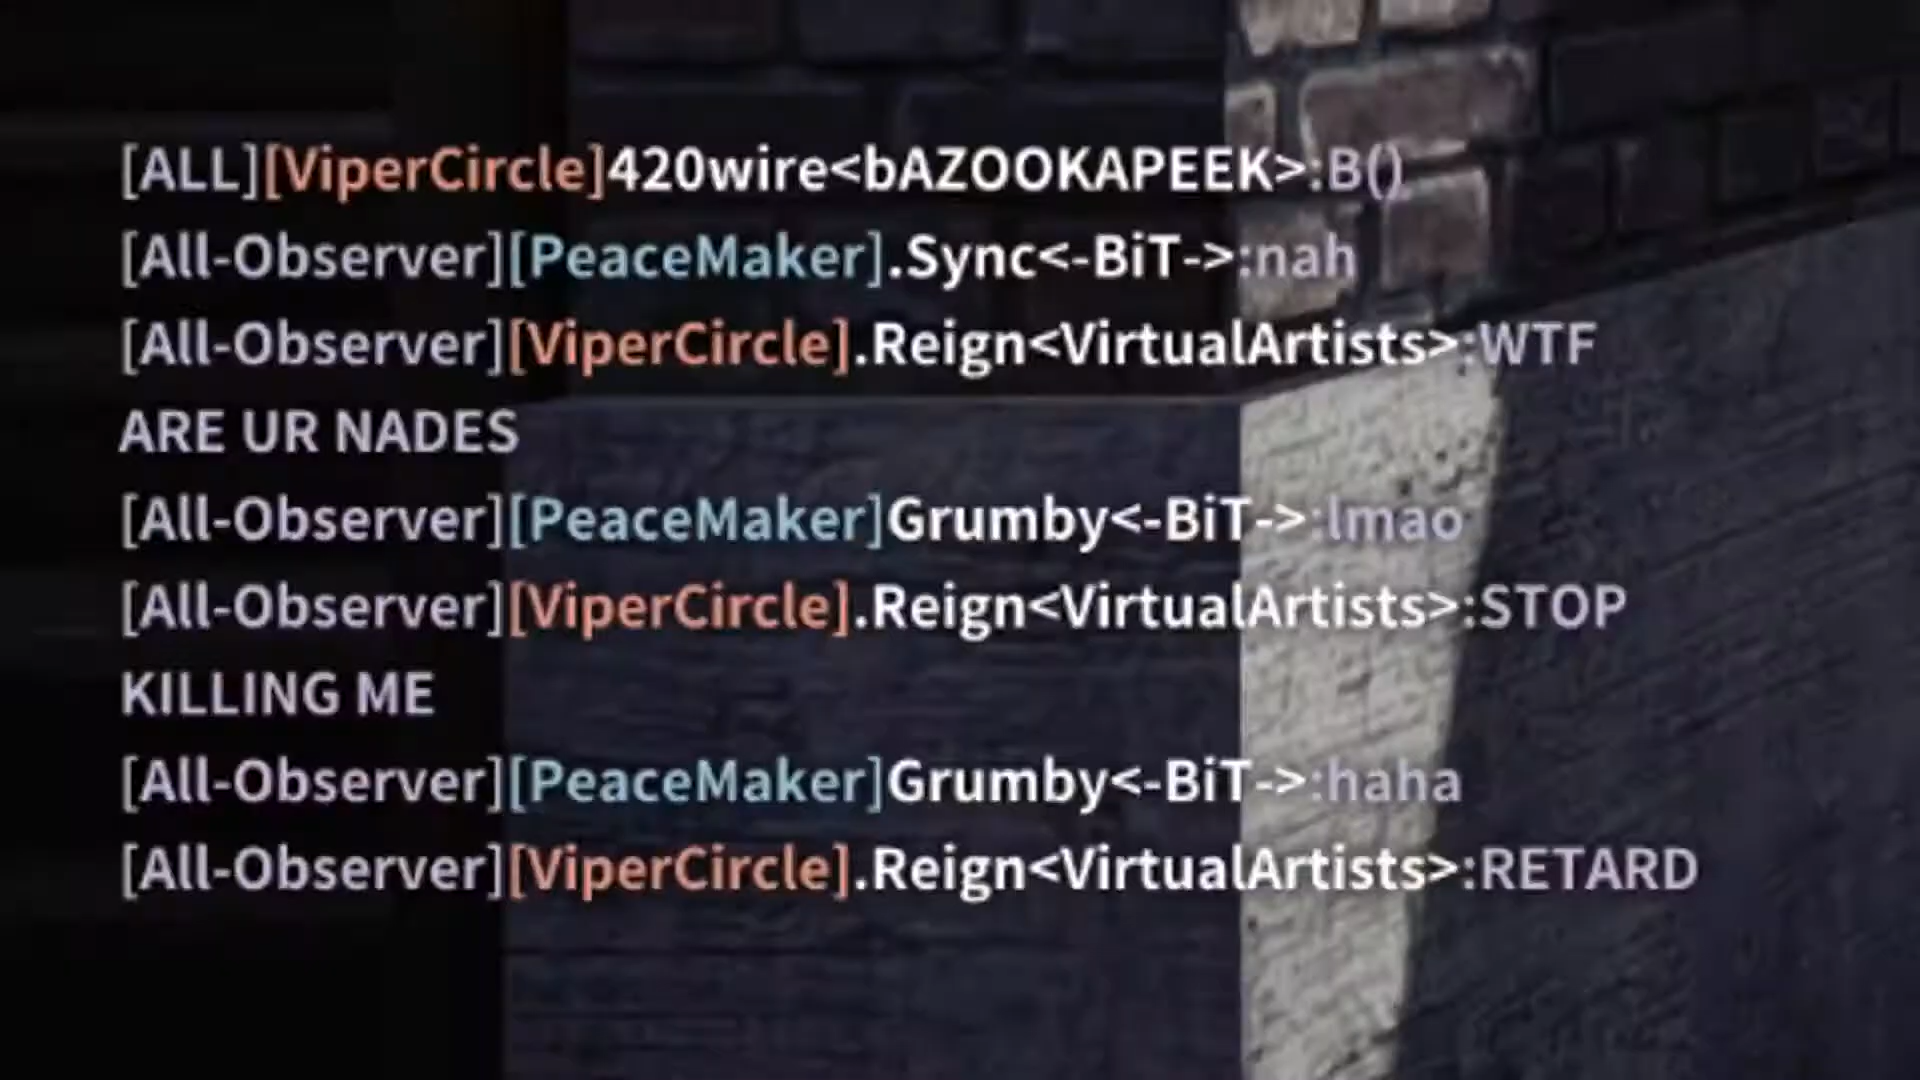 [ALL][ViperCircle]420wire<bAZOOKAPEEK>:B()
[All-Observer][PeaceMaker].Sync<-BiT->:nah
[All-Observer][ViperCircle].Reign<VirtualArtists>:WTF
ARE UR NADES
[All-Observer][PeaceMaker]Grumby<-BiT->:lmao
[All-Observer][ViperCircle].Reign<VirtualArtists>:STOP
KILLING ME
[All-Observer][PeaceMaker]Grumby<-BiT->:haha
[All-Observer][ViperCircle].Reign<VirtualArtists>:RETARD